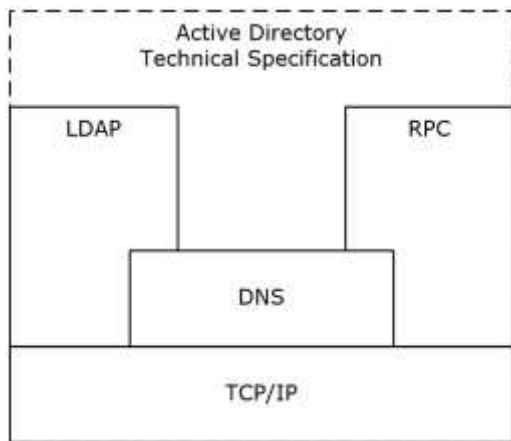 Active Directory
Technical Specification
LDAP
RPC
DNS
TCP/IP